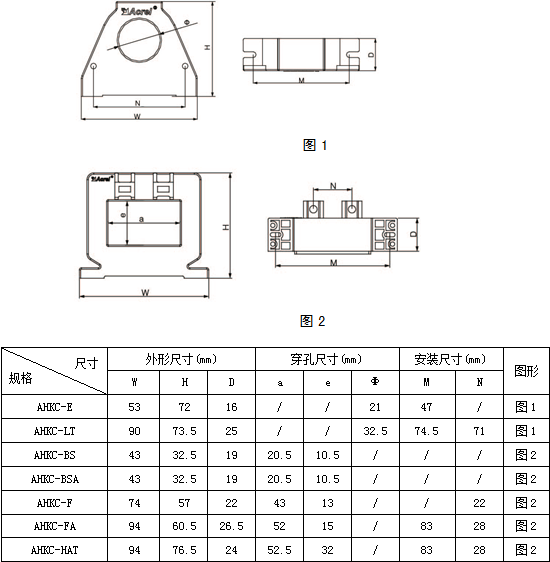 Acrel
Φ
H
N
W
D
M
图 1
Acrel
e
a
H
W
N
D
M
图 2
尺寸 外形尺寸(mm) 穿孔尺寸(mm) 安装尺寸(mm) 图形
规格 W H D a e Φ M N
AHKC-E 53 72 16 / / 21 47 / 图1
AHKC-LT 90 73.5 25 / / 32.5 74.5 71 图1
AHKC-BS 43 32.5 19 20.5 10.5 / / / 图2
AHKC-BSA 43 32.5 19 20.5 10.5 / / / 图2
AHKC-F 74 57 22 43 13 / / 22 图2
AHKC-FA 94 60.5 26.5 52 15 / 83 28 图2
AHKC-HAT 94 76.5 24 52.5 32 / 83 28 图2